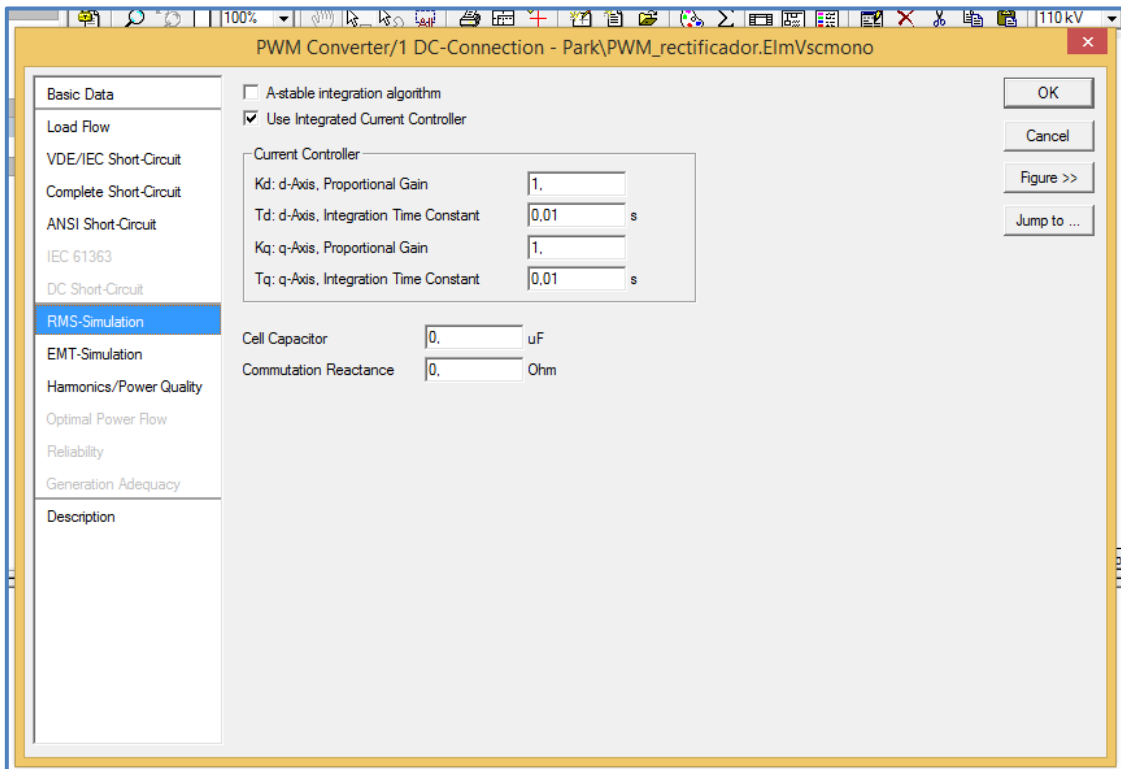 100%
110 kV
PWM Converter/1 DC-Connection - Park\PWM_rectificador.ElmVscmono
Basic Data
Load Flow
VDE/IEC Short-Circuit
Complete Short-Circuit
ANSI Short-Circuit
IEC 61363
DC Short-Circuit
RMS-Simulation
EMT-Simulation
Harmonics/Power Quality
Optimal Power Flow
Reliability
Generation Adequacy
Description
A-stable integration algorithm
Use Integrated Current Controller
Current Controller
Kd: d-Axis, Proportional Gain 1,
Td: d-Axis, Integration Time Constant 0,01 s
Kq: q-Axis, Proportional Gain 1,
Tq: q-Axis, Integration Time Constant 0,01 s
Cell Capacitor 0, uF
Commutation Reactance 0, Ohm
OK
Cancel
Figure >>
Jump to ...